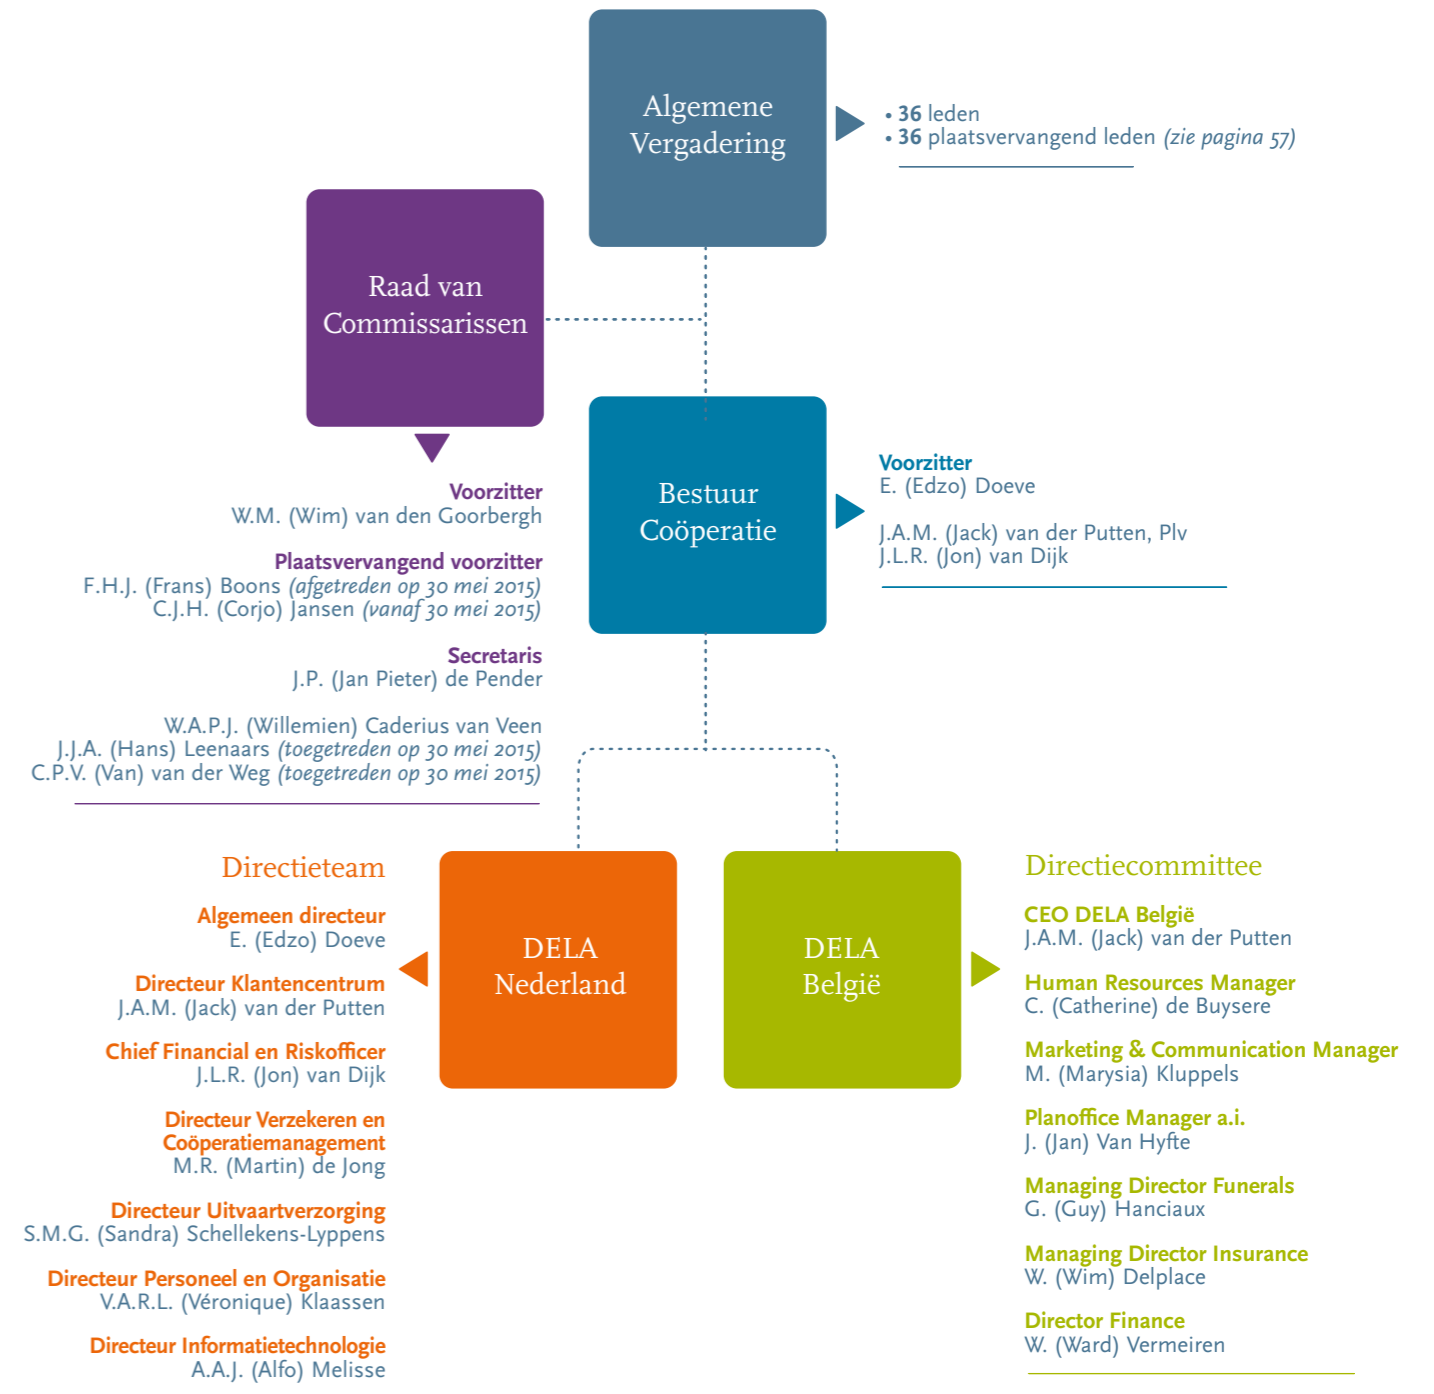 Algemene
Vergadering
• 36 leden
• 36 plaatsvervangend leden (zie pagina 57)
Raad van
Commissarissen
Voorzitter
W.M. (Wim) van den Goorbergh
Plaatsvervangend voorzitter
F.H.J. (Frans) Boons (afgetreden op 30 mei 2015)
C.J.H. (Corjo) Jansen (vanaf 30 mei 2015)
Secretaris
J.P. (Jan Pieter) de Pender
W.A.P.J. (Willemien) Caderius van Veen
J.J.A. (Hans) Leenaars (toegetreden op 30 mei 2015)
C.P.V. (Van) van der Weg (toegetreden op 30 mei 2015)
Bestuur
Coöperatie
Voorzitter
E. (Edzo) Doeve
J.A.M. (Jack) van der Putten, Plv
J.L.R. (Jon) van Dijk
DELA
Nederland
Directieteam
Algemeen directeur
E. (Edzo) Doeve
Directeur Klantencentrum
J.A.M. (Jack) van der Putten
Chief Financial en Riskofficer
J.L.R. (Jon) van Dijk
Directeur Verzekeren en
Coöperatiemanagement
M.R. (Martin) de Jong
Directeur Uitvaartverzorging
S.M.G. (Sandra) Schellekens-Lyppens
Directeur Personeel en Organisatie
V.A.R.L. (Véronique) Klaassen
Directeur Informatietechnologie
A.A.J. (Alfo) Melisse
DELA
België
Directiecommittee
CEO DELA België
J.A.M. (Jack) van der Putten
Human Resources Manager
C. (Catherine) de Buysere
Marketing & Communication Manager
M. (Marysia) Kluppels
Planoffice Manager a.i.
J. (Jan) Van Hyfte
Managing Director Funerals
G. (Guy) Hanciaux
Managing Director Insurance
W. (Wim) Delplace
Director Finance
W. (Ward) Vermeiren